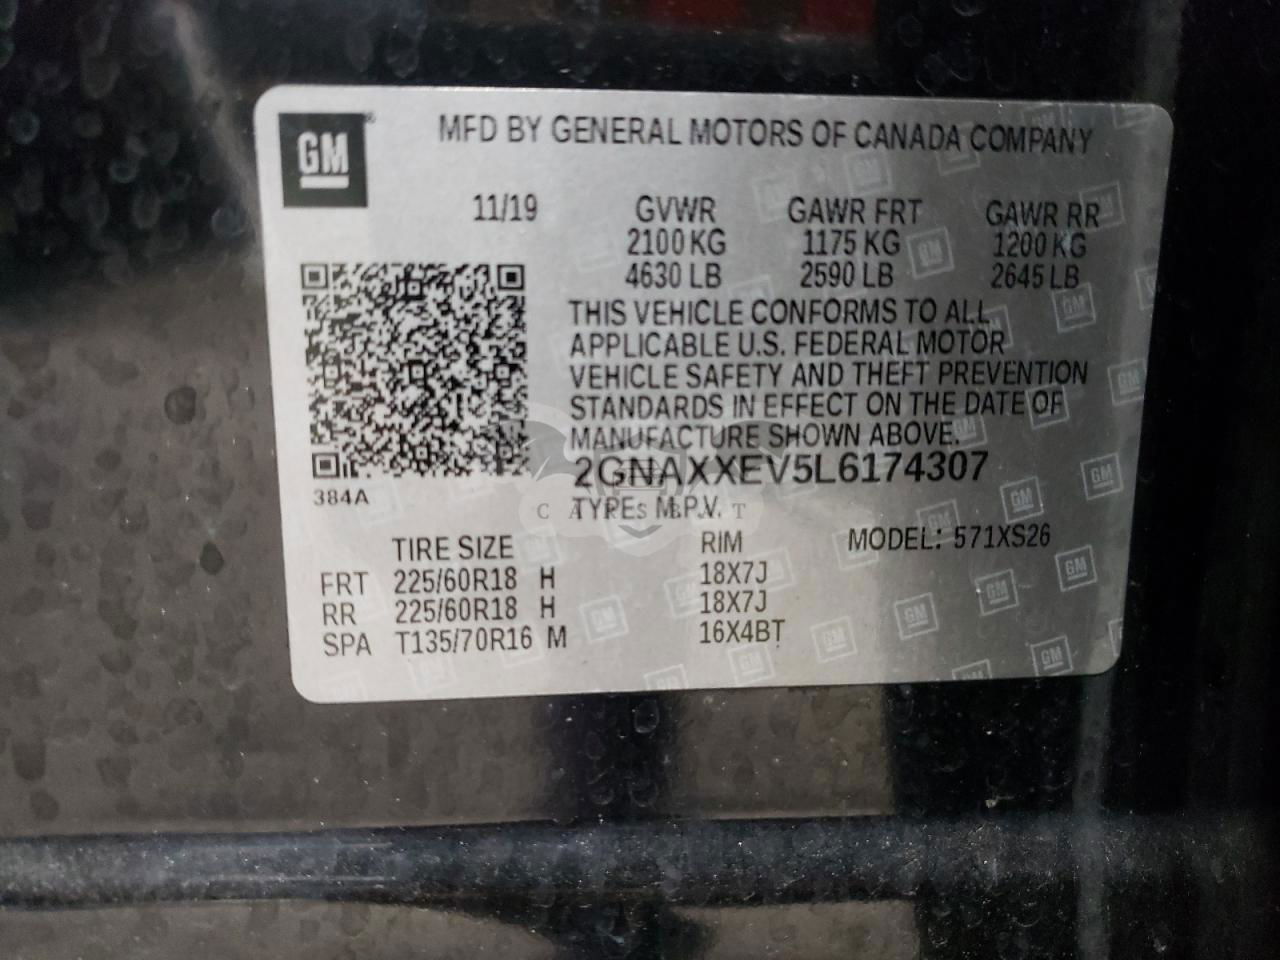 GM
MFD BY GENERAL MOTORS OF CANADA COMPANY
11/19 GVWR GAWR FRT GAWR RR
2100 KG 1175 KG 1200 KG
4630 LB 2590 LB 2645 LB
THIS VEHICLE CONFORMS TO ALL
APPLICABLE U.S. FEDERAL MOTOR
VEHICLE SAFETY AND THEFT PREVENTION
STANDARDS IN EFFECT ON THE DATE OF
MANUFACTURE SHOWN ABOVE.
2GNAXXEV5L6174307
384A
TYPE: M.P.V.
CARSBAT
TIRE SIZE RIM MODEL: 571XS26
FRT 225/60R18 H 18X7J
RR 225/60R18 H 18X7J
SPA T135/70R16 M 16X4BT